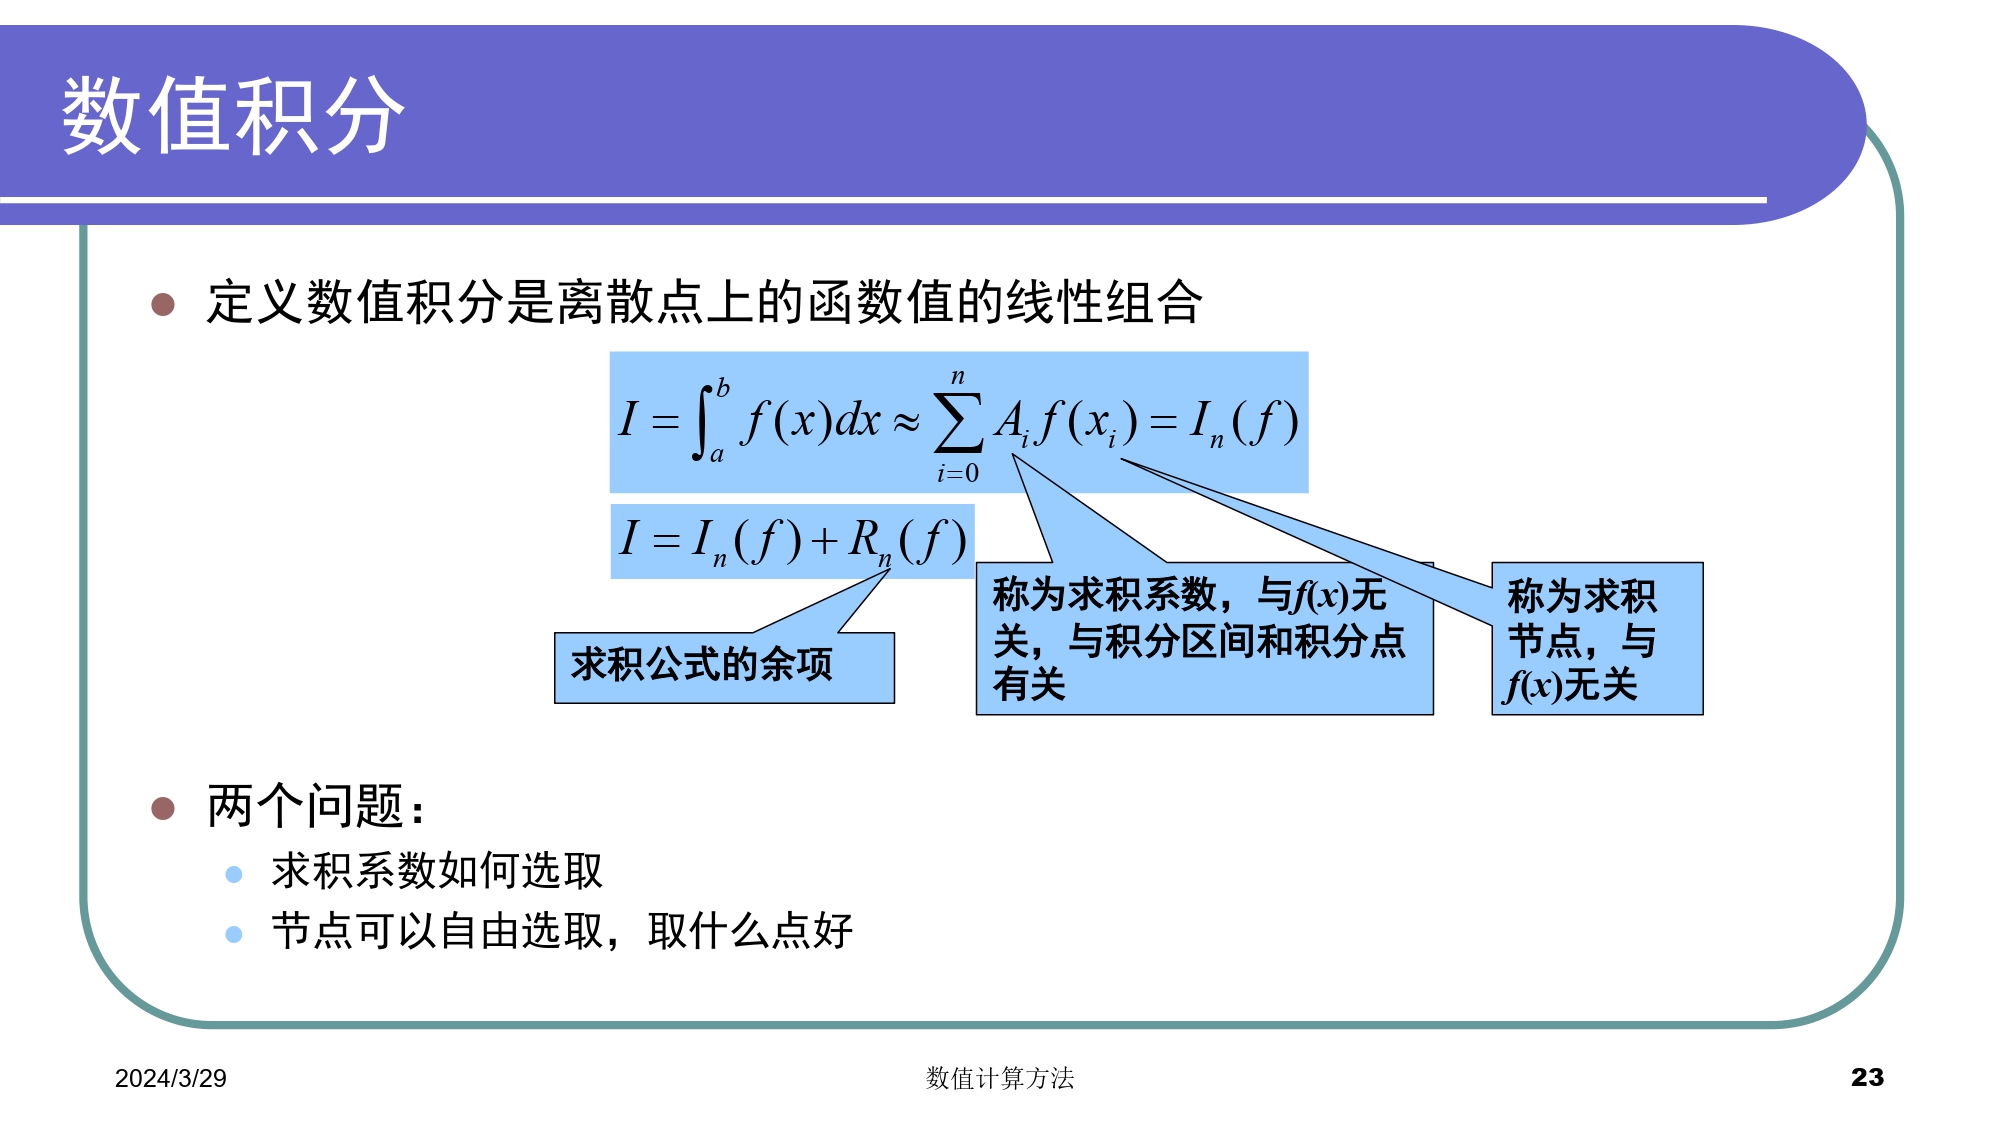 数值积分
定义数值积分是离散点上的函数值的线性组合
I = ∫_a^b f(x)dx ≈ ∑_{i=0}^n A_i f(x_i) = I_n(f)
I = I_n(f) + R_n(f)
求积公式的余项
称为求积系数，与f(x)无
关，与积分区间和积分点
有关
称为求积
节点，与
f(x)无关
两个问题：
求积系数如何选取
节点可以自由选取，取什么点好
2024/3/29
数值计算方法
23